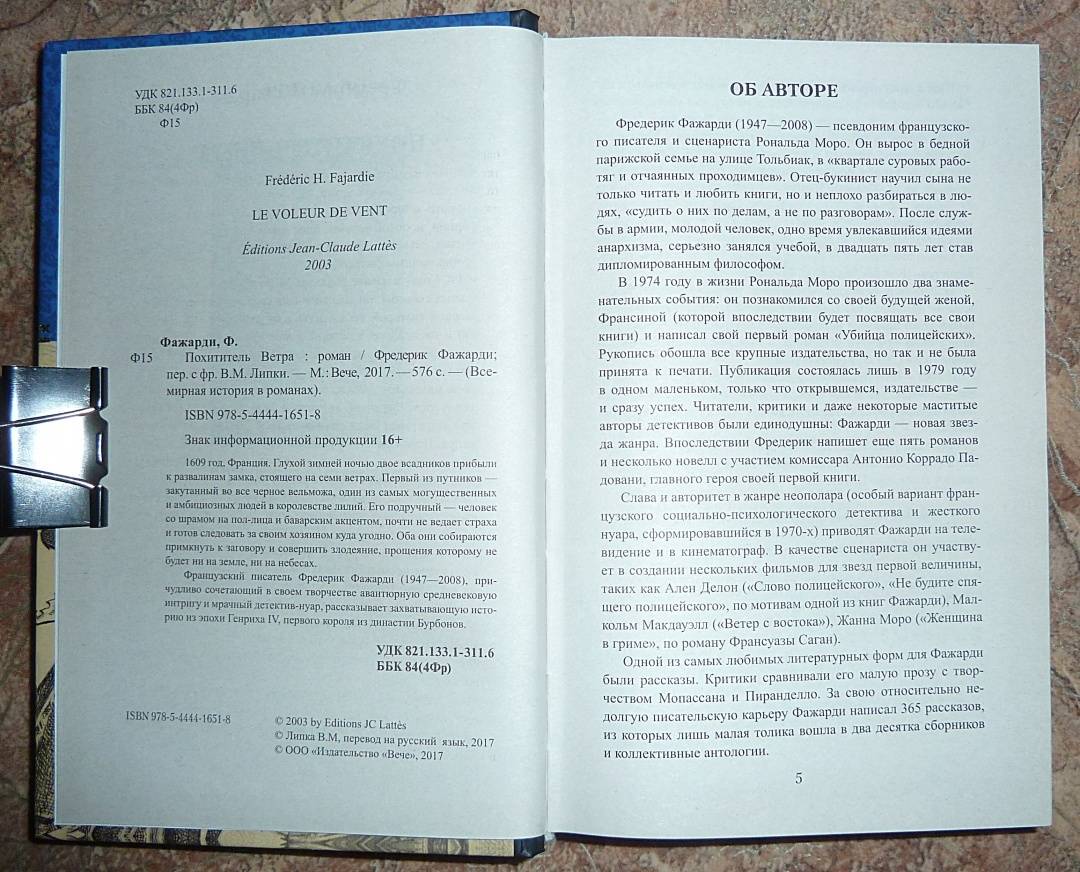 УДК 821.133.1-311.6
ББК 84(4Фр)
Ф15
Frédéric H. Fajardie
LE VOLEUR DE VENT
Éditions Jean-Claude Lattès
2003
Фажарди, Ф.
Ф15 Похититель Ветра : роман / Фредерик Фажарди;
пер. с фр. В.М. Липки. — М.: Вече, 2017. — 576 с. — (Все-
мирная история в романах).
ISBN 978-5-4444-1651-8
Знак информационной продукции 16+
1609 год, Франция. Глухой зимней ночью двое всадников прибыли
к развалинам замка, стоящего на семи ветрах. Первый из путников —
закутанный во все черное вельможа, один из самых могущественных
и амбициозных людей в королевстве лилий. Его подручный — человек
со шрамом на пол-лица и баварским акцентом, почти не ведает страха
и готов следовать за своим хозяином куда угодно. Оба они собираются
примкнуть к заговору и совершить злодеяние, прощения которому не
будет ни на земле, ни на небесах.
Французский писатель Фредерик Фажарди (1947—2008), при-
чудливо сочетающий в своем творчестве авантюрную средневековую
интригу и мрачный детектив-нуар, рассказывает захватывающую исто-
рию из эпохи Генриха IV, первого короля из династии Бурбонов.
УДК 821.133.1-311.6
ББК 84(4Фр)
ISBN 978-5-4444-1651-8
© 2003 by Editions JC Lattès
© Липка В.М, перевод на русский язык, 2017
© ООО «Издательство «Вече», 2017
ОБ АВТОРЕ
Фредерик Фажарди (1947—2008) — псевдоним французско-
го писателя и сценариста Рональда Моро. Он вырос в бедной
парижской семье на улице Тольбиак, в «квартале суровых рабо-
тяг и отчаянных проходимцев». Отец-букинист научил сына не
только читать и любить книги, но и неплохо разбираться в лю-
дях, «судить о них по делам, а не по разговорам». После служ-
бы в армии, молодой человек, одно время увлекавшийся идеями
анархизма, серьезно занялся учебой, в двадцать пять лет став
дипломированным философом.
В 1974 году в жизни Рональда Моро произошло два знаме-
нательных события: он познакомился со своей будущей женой,
Франсиной (которой впоследствии будет посвящать все свои
книги) и написал свой первый роман «Убийца полицейских».
Рукопись обошла все крупные издательства, но так и не была
принята к печати. Публикация состоялась лишь в 1979 году
в одном маленьком, только что открывшемся, издательстве —
и сразу успех. Читатели, критики и даже некоторые маститые
авторы детективов были единодушны: Фажарди — новая звез-
да жанра. Впоследствии Фредерик напишет еще пять романов
и несколько новелл с участием комиссара Антонио Коррадо Па-
довани, главного героя своей первой книги.
Слава и авторитет в жанре неополара (особый вариант фран-
цузского социально-психологического детектива и жесткого
нуара, сформировавшийся в 1970-х) приводят Фажарди на теле-
видение и в кинематограф. В качестве сценариста он участву-
ет в создании нескольких фильмов для звезд первой величины,
таких как Ален Делон («Слово полицейского», «Не будите спя-
щего полицейского», по мотивам одной из книг Фажарди), Мал-
кольм Макдауэлл («Ветер с востока»), Жанна Моро («Женщина
в гриме», по роману Франсуазы Саган).
Одной из самых любимых литературных форм для Фажарди
были рассказы. Критики сравнивали его малую прозу с твор-
чеством Мопассана и Пиранделло. За свою относительно не-
долгую писательскую карьеру Фажарди написал 365 рассказов,
из которых лишь малая толика вошла в два десятка сборников
и коллективные антологии.
5